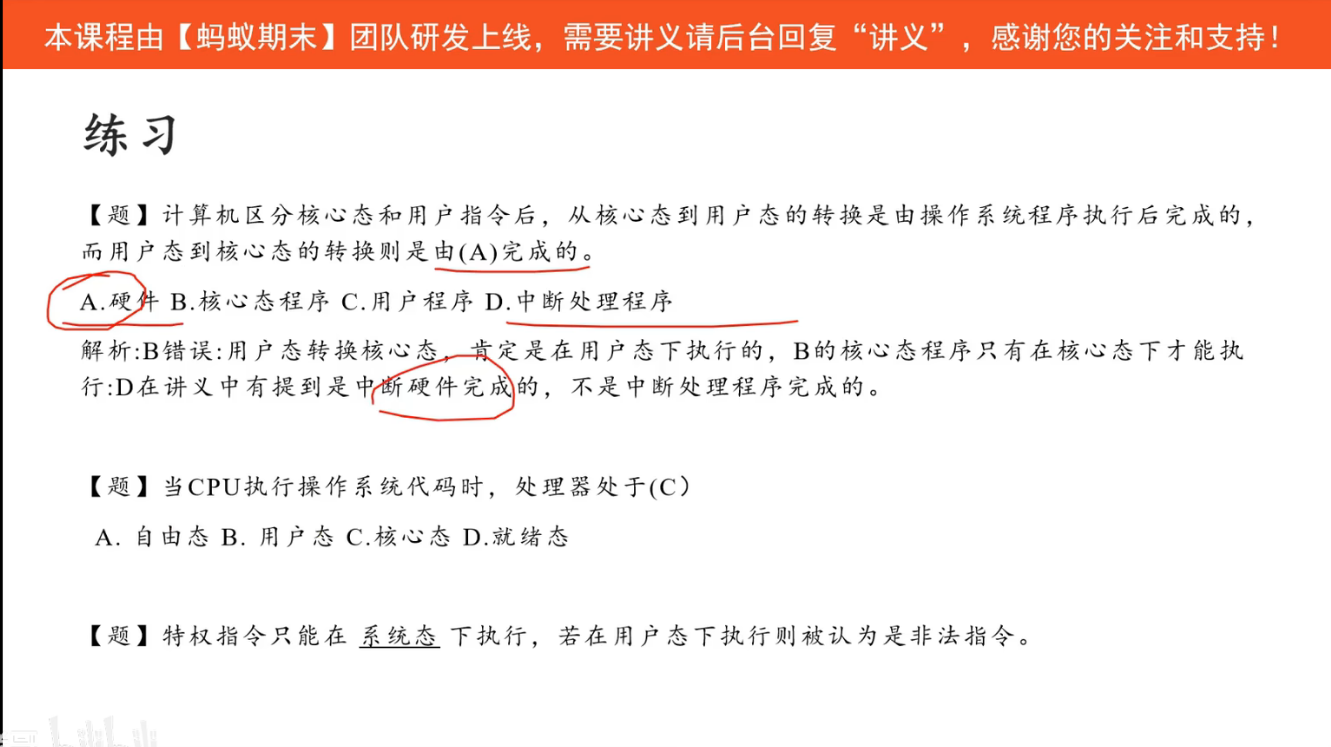 本课程由【蚂蚁期末】团队研发上线，需要讲义请后台回复“讲义”，感谢您的关注和支持！
练习
【题】计算机区分核心态和用户指令后，从核心态到用户态的转换是由操作系统程序执行后完成的，
而用户态到核心态的转换则是由(A)完成的。
A.硬件 B.核心态程序 C.用户程序 D.中断处理程序
解析:B错误:用户态转换核心态，肯定是在用户态下执行的，B的核心态程序只有在核心态下才能执
行:D在讲义中有提到是中断硬件完成的，不是中断处理程序完成的。
【题】当CPU执行操作系统代码时，处理器处于(C）
A. 自由态 B. 用户态 C.核心态 D.就绪态
【题】特权指令只能在 系统态 下执行，若在用户态下执行则被认为是非法指令。